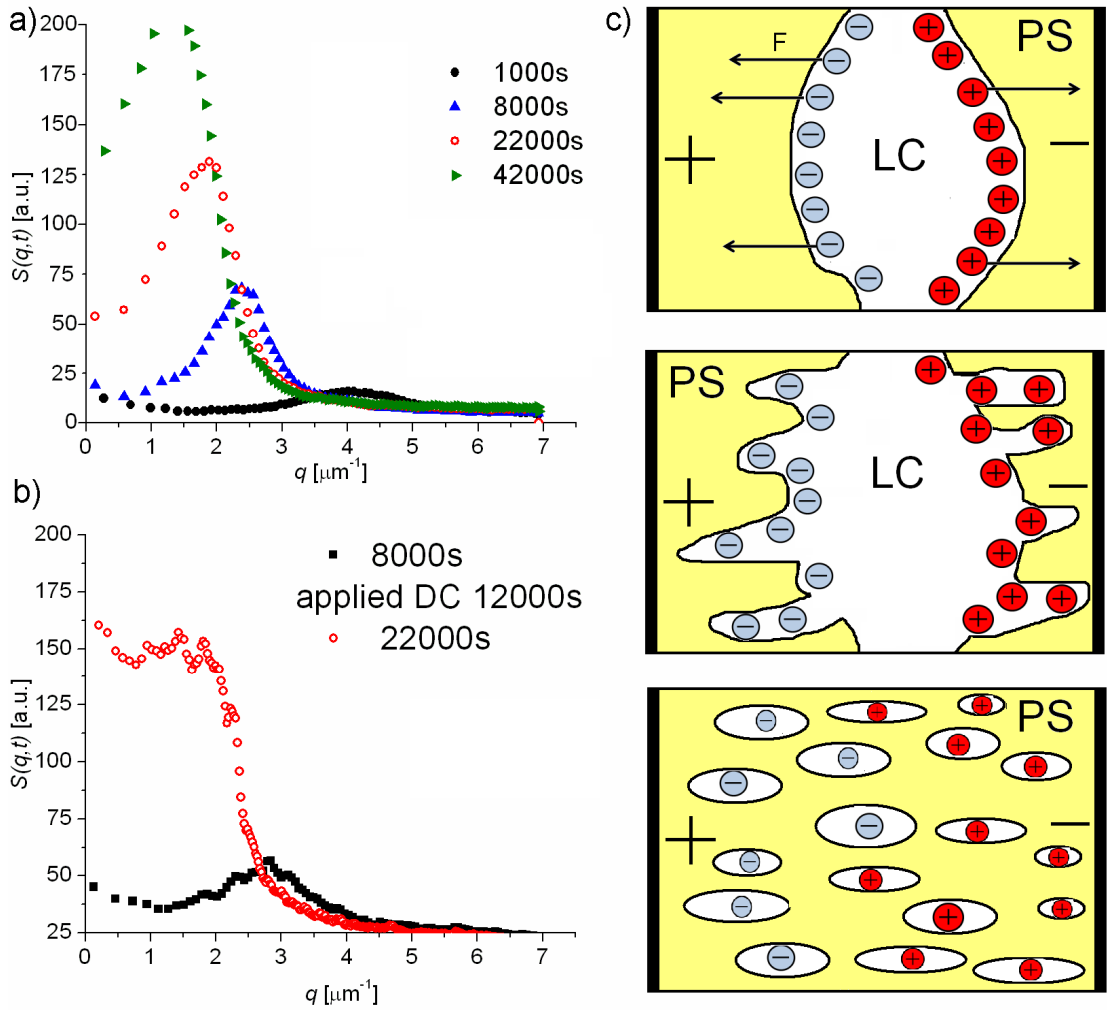 a)
200
175
150
125
100
75
50
25
0
S(q,t) [a.u.]
0 1 2 3 4 5 6 7
q [μm⁻¹]
1000s
8000s
22000s
42000s
b)
200
175
150
125
100
75
50
25
S(q,t) [a.u.]
0 1 2 3 4 5 6 7
q [μm⁻¹]
8000s
applied DC 12000s
22000s
c)
PS
F
LC
+
−
PS
LC
+
−
PS
+
−